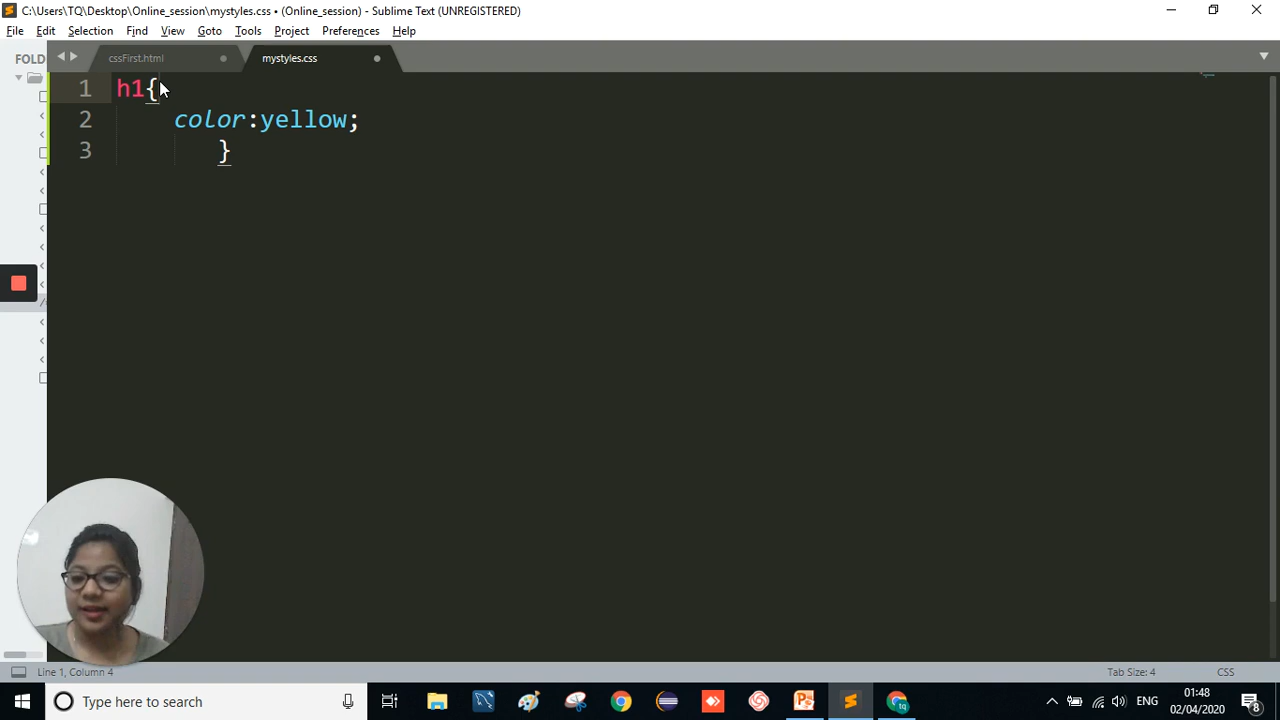 C:\Users\TQ\Desktop\Online_session\mystyles.css • (Online_session) - Sublime Text (UNREGISTERED)
File Edit Selection View Goto Tools Project Preferences Help
FOLD
cssFirst.html
mystyles.css
1 h1{
2 color:yellow;
3 }
Line 1, Column 4
Tab Size: 4
CSS
Type here to search
ENG
01:48
02/04/2020
8